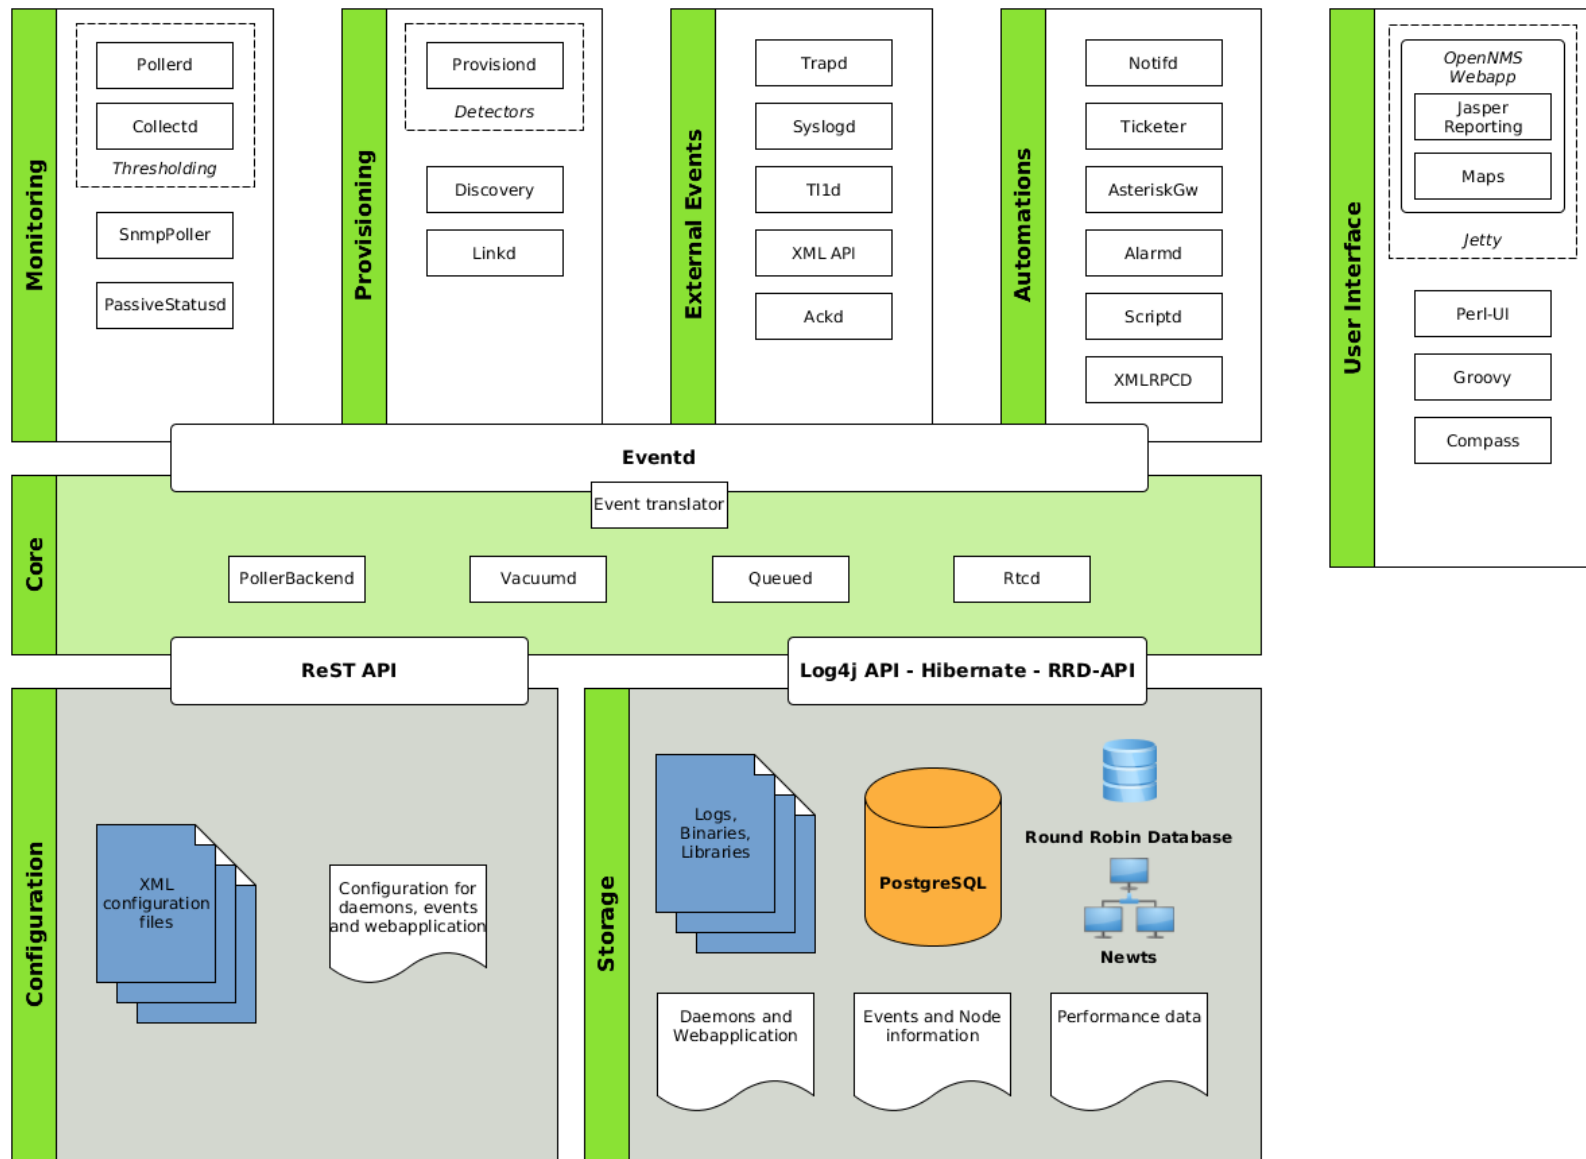 Monitoring
Pollerd
Collectd
Thresholding
SnmpPoller
PassiveStatusd
Provisioning
Provisiond
Detectors
Discovery
Linkd
External Events
Trapd
Syslogd
Tl1d
XML API
Ackd
Automations
Notifd
Ticketer
AsteriskGw
Alarmd
Scriptd
XMLRPCD
User Interface
OpenNMS
Webapp
Jasper
Reporting
Maps
Jetty
Perl-UI
Groovy
Compass
Eventd
Event translator
Core
PollerBackend
Vacuumd
Queued
Rtcd
ReST API
Log4j API - Hibernate - RRD-API
Configuration
XML
configuration
files
Configuration for
daemons, events
and webapplication
Storage
Logs,
Binaries,
Libraries
PostgreSQL
Round Robin Database
Newts
Daemons and
Webapplication
Events and Node
information
Performance data